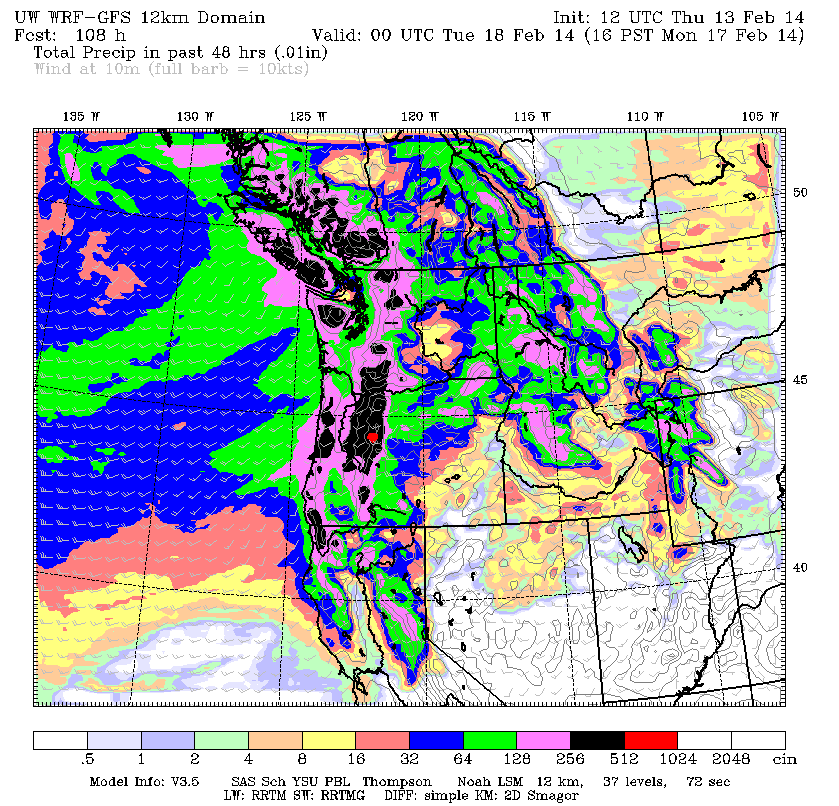 UW WRF-GFS 12km Domain Init: 12 UTC Thu 13 Feb 14
Fcst: 108 h Valid: 00 UTC Tue 18 Feb 14 (16 PST Mon 17 Feb 14)
Total Precip in past 48 hrs (.01in)
Wind at 10m (full barb = 10kts)
135 W 130 W 125 W 120 W 115 W 110 W 105 W
50
45
40
.5 1 2 4 8 16 32 64 128 256 512 1024 2048 cin
Model Info: V3.5 SAS Sch YSU PBL Thompson Noah LSM 12 km, 37 levels, 72 sec
LW: RRTM SW: RRTMG DIFF: simple KM: 2D Smagor